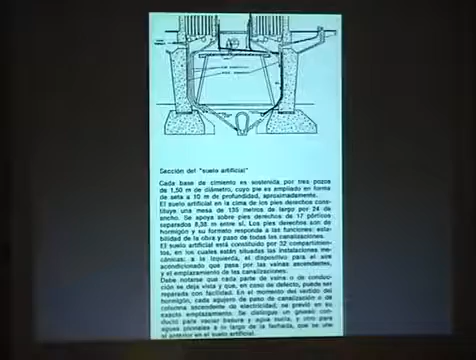 Sección del "suelo artificial"
Cada base de cimiento es sostenida por tres pozos
de 1,50 m de diámetro, cuyo pie es ampliado en forma
de seta a 10 m de profundidad, aproximadamente.
El suelo artificial en la cima de los pies derechos consti-
tuye una mesa de 135 metros de largo por 24 de
ancho. Se apoya sobre pies derechos de 17 pórticos
separados 8,38 m entre sí. Los pies derechos son de
hormigón y su formato responde a las funciones: esta-
bilidad de la obra y paso de todas las canalizaciones.
El suelo artificial está constituido por 32 compartimien-
tos, en los cuales están situadas las instalaciones me-
cánicas: a la izquierda, el dispositivo para el aire
acondicionado que pasa por las vainas ascendentes,
y el emplazamiento de las canalizaciones.
Debe notarse que cada parte de vaina o de conduc-
ción se deja vista y que, en caso de defecto, puede ser
reparada con facilidad. En el momento del vertido del
hormigón, cada agujero de paso de canalización o de
columna ascendente de electricidad, se previó en su
exacto emplazamiento. Se distingue un grueso
conducto para vaciar basura y agua sucia, y otro para
aguas pluviales a lo largo de la fachada, que se une
al anterior en el suelo artificial.